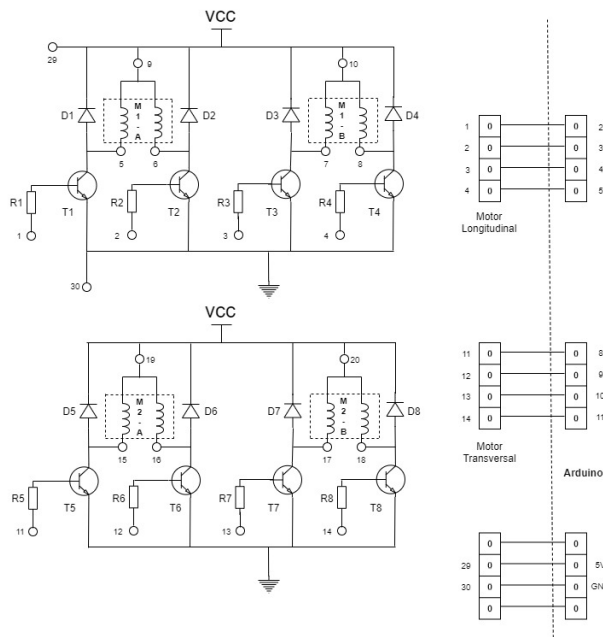 VCC
29
9
10
D1
M
1
-
A
D2
D3
M
1
-
B
D4
5
6
7
8
R1
T1
R2
T2
R3
T3
R4
T4
1
2
3
4
30
VCC
19
20
D5
M
2
-
A
D6
D7
M
2
-
B
D8
15
16
17
18
R5
T5
R6
T6
R7
T7
R8
T8
11
12
13
14
1 0 0 2
2 0 0 3
3 0 0 4
4 0 0 5
Motor
Longitudinal
11 0 0 8
12 0 0 9
13 0 0 10
14 0 0 11
Motor
Transversal
Arduino
0 0
29 0 0 5V
30 0 0 GN
0 0